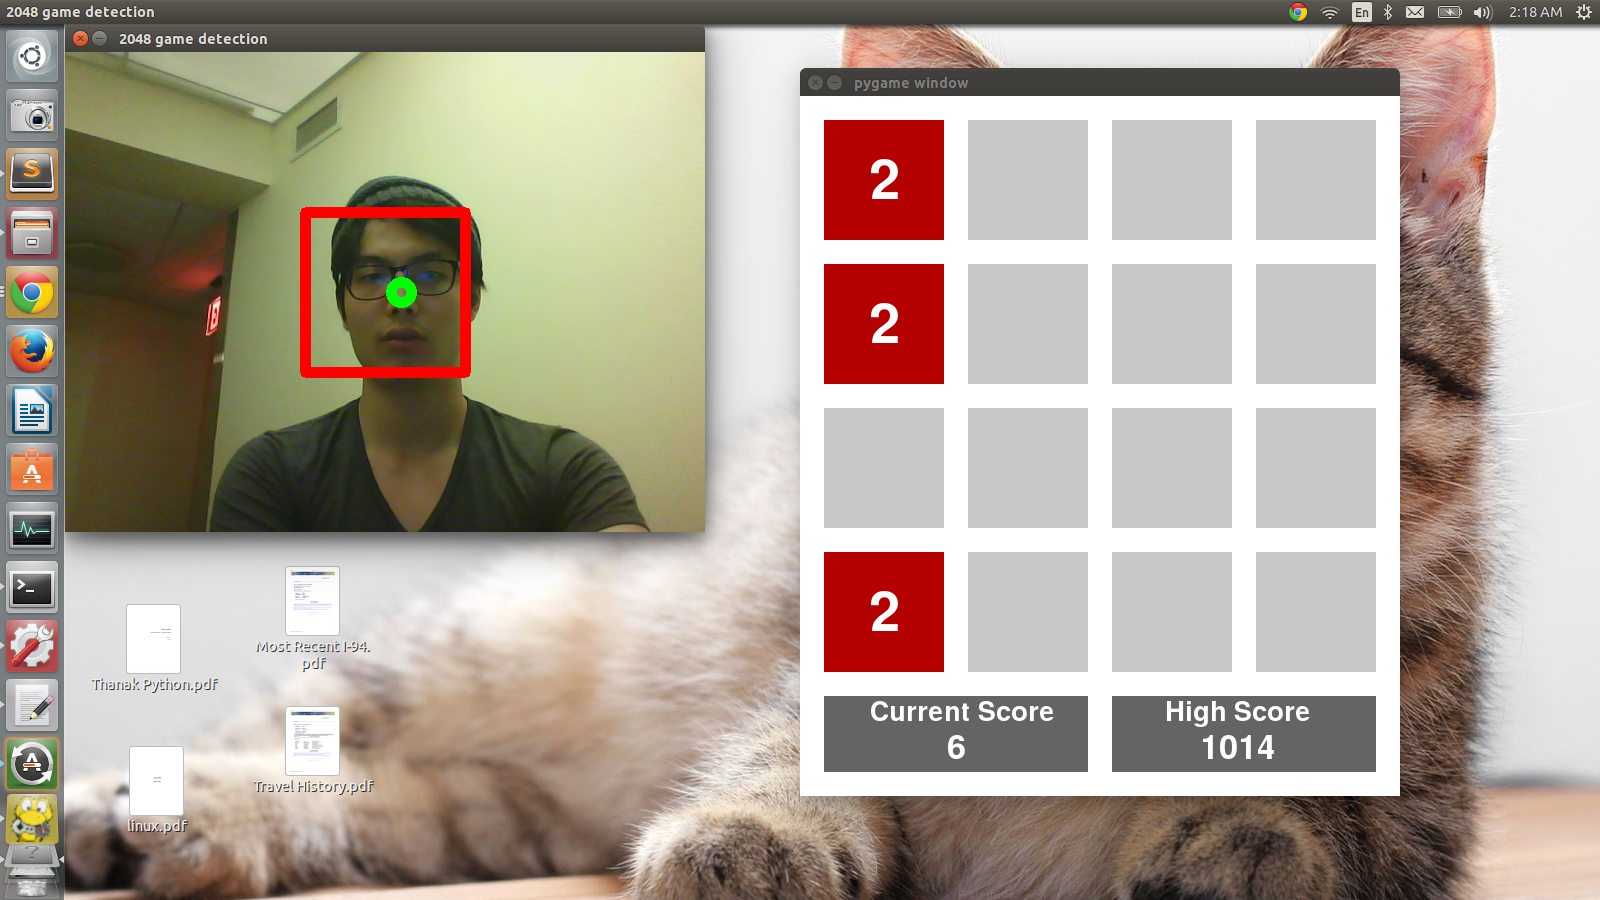 2048 game detection
En
2:18 AM
2048 game detection
pygame window
2
2
2
Current Score
6
High Score
1014
Most Recent I-94.
pdf
Thanak Python.pdf
Travel History.pdf
linux.pdf